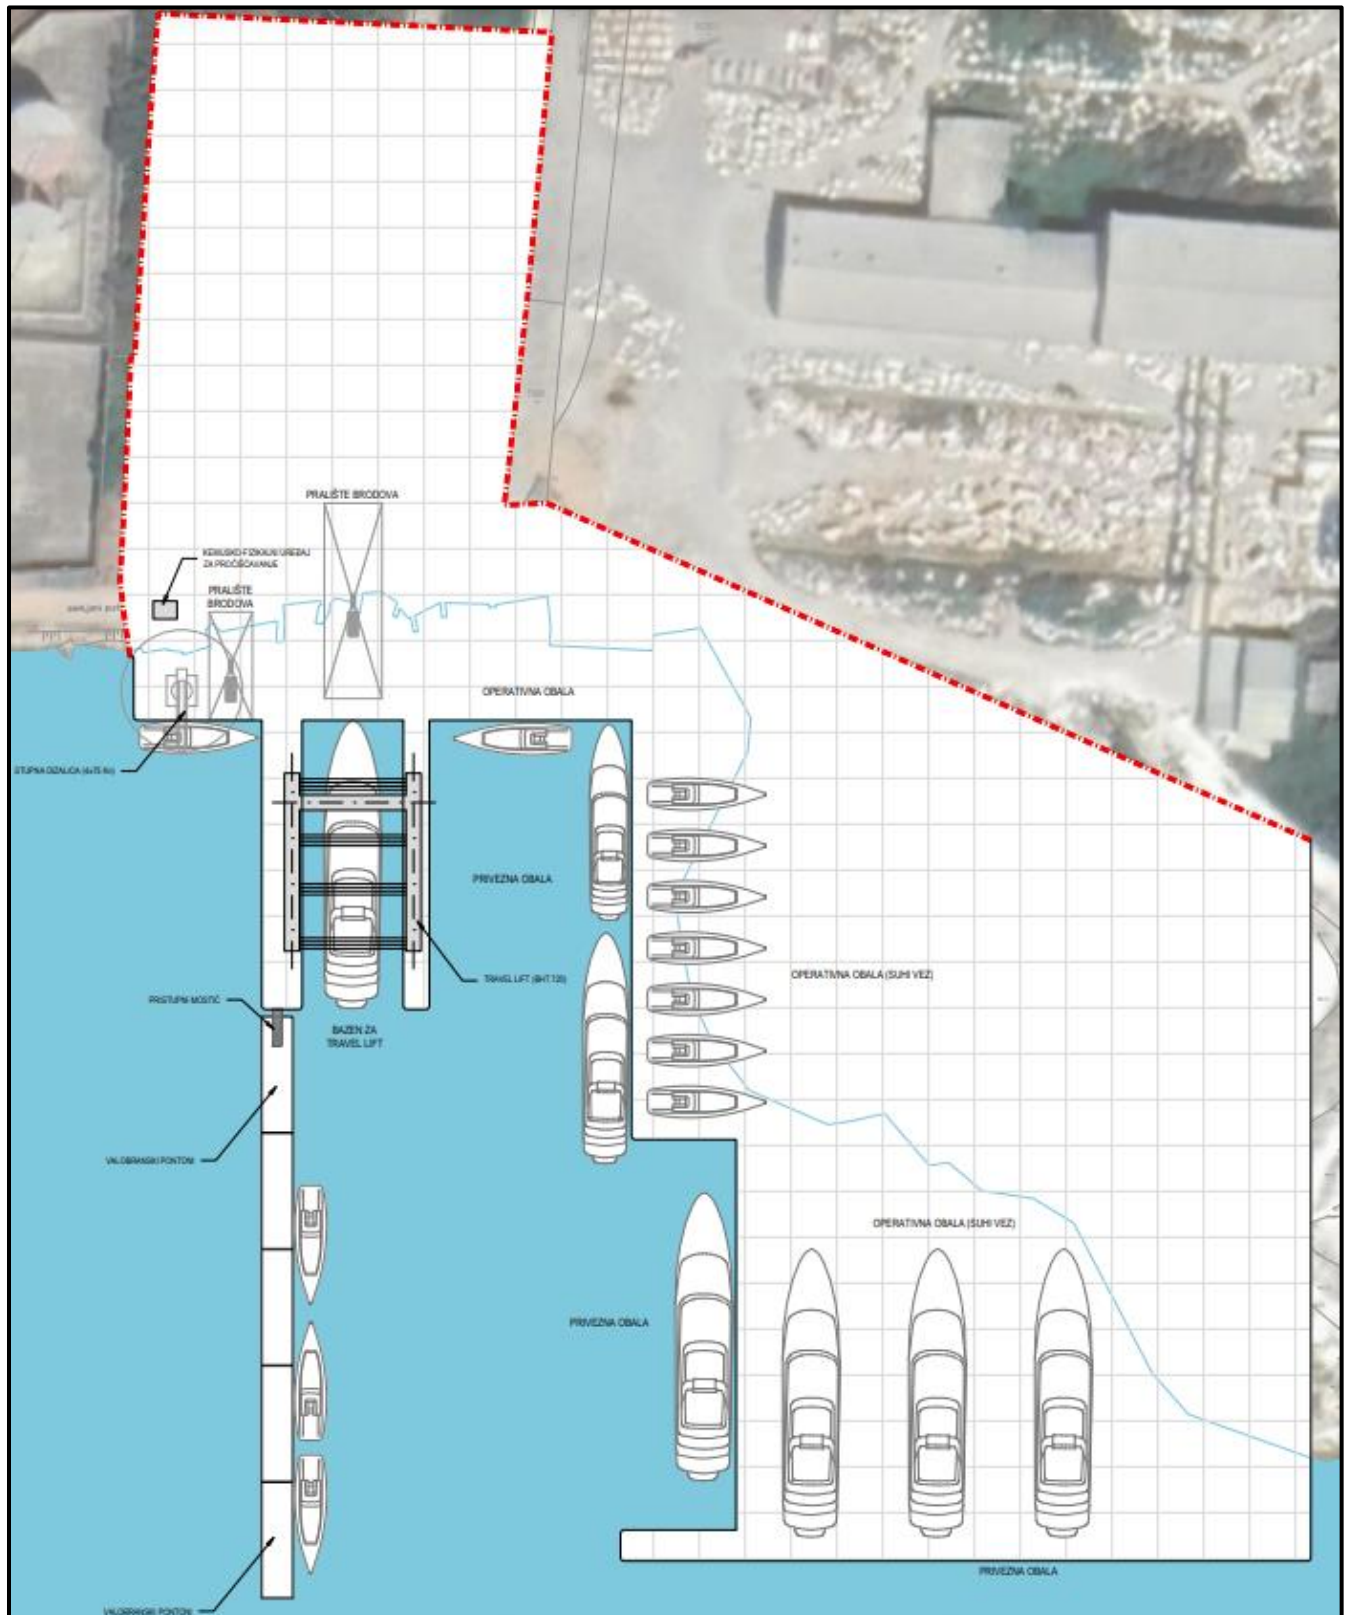 PRALIŠTE BRODOVA
KEMIJSKO-FIZIKALNI UREĐAJ
ZA PROČIŠĆAVANJE
PRALIŠTE
BRODOVA
OPERATIVNA OBALA
STUPNA DIZALICA
PRIVEZNA OBALA
OPERATIVNA OBALA (SUHI VEZ)
TRAVEL LIFT (BHT 720)
PRISTUPNI MOSTIĆ
BAZEN ZA
TRAVEL LIFT
VALOBRANSKI PONTONI
OPERATIVNA OBALA (SUHI VEZ)
PRIVEZNA OBALA
PRIVEZNA OBALA
VALOBRANSKI PONTONI